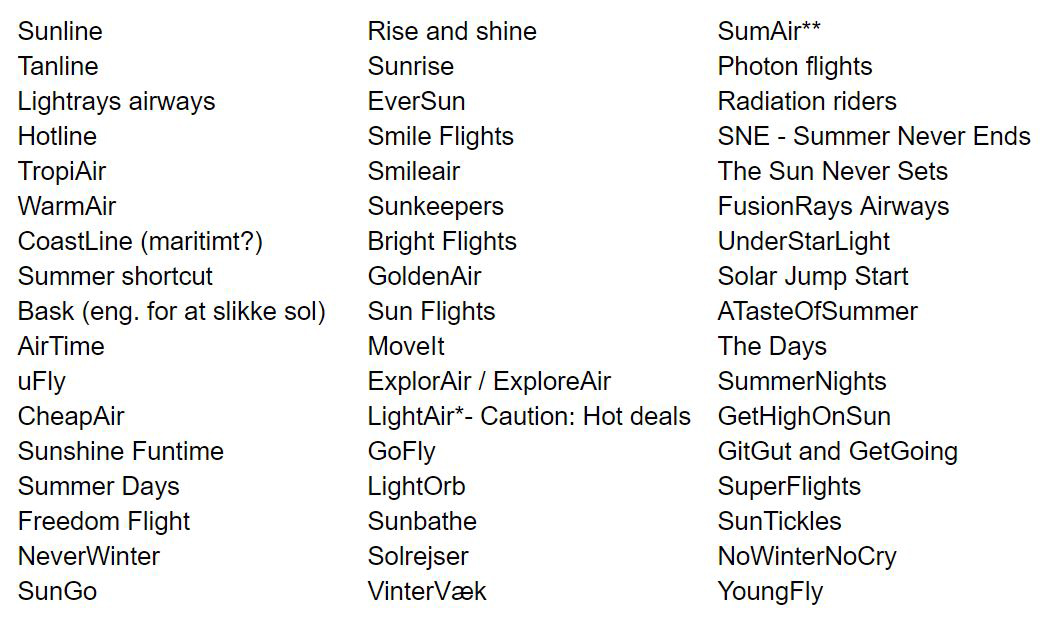 Sunline
Tanline
Lightrays airways
Hotline
TropiAir
WarmAir
CoastLine (maritimt?)
Summer shortcut
Bask (eng. for at slikke sol)
AirTime
uFly
CheapAir
Sunshine Funtime
Summer Days
Freedom Flight
NeverWinter
SunGo
Rise and shine
Sunrise
EverSun
Smile Flights
Smileair
Sunkeepers
Bright Flights
GoldenAir
Sun Flights
MoveIt
ExplorAir / ExploreAir
LightAir*- Caution: Hot deals
GoFly
LightOrb
Sunbathe
Solrejser
VinterVæk
SumAir**
Photon flights
Radiation riders
SNE - Summer Never Ends
The Sun Never Sets
FusionRays Airways
UnderStarLight
Solar Jump Start
ATasteOfSummer
The Days
SummerNights
GetHighOnSun
GitGut and GetGoing
SuperFlights
SunTickles
NoWinterNoCry
YoungFly